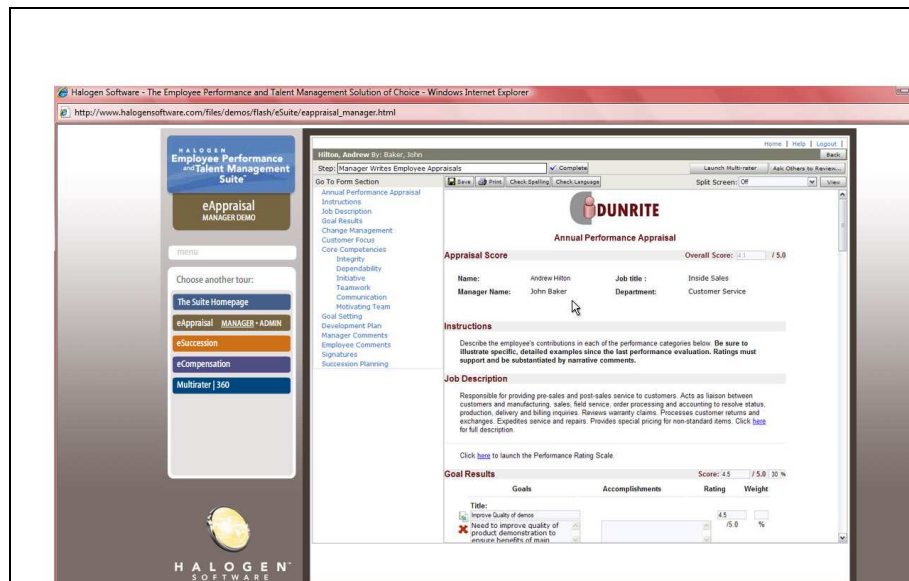 Halogen Software - The Employee Performance and Talent Management Solution of Choice - Windows Internet Explorer
http://www.halogensoftware.com/files/demos/flash/eSuite/eappraisal_manager.html
HALOGEN
Employee Performance
and Talent Management
Suite™
eAppraisal
MANAGER DEMO
menu
Choose another tour:
The Suite Homepage
eAppraisal MANAGER • ADMIN
eSuccession
eCompensation
Multirater | 360
HALOGEN™
SOFTWARE
Home | Help | Logout |
Hilton, Andrew By: Baker, John
Back
Step: Manager Writes Employee Appraisals Complete Launch Multi-rater Ask Others to Review...
Go To Form Section
Save Print Check Spelling Check Language Split Screen: Off View
Annual Performance Appraisal
Instructions
Job Description
Goal Results
Change Management
Customer Focus
Core Competencies
Integrity
Dependability
Initiative
Teamwork
Communication
Motivating Team
Goal Setting
Development Plan
Manager Comments
Employee Comments
Signatures
Succession Planning
DUNRITE
Annual Performance Appraisal
Appraisal Score Overall Score: 4.1 / 5.0
Name: Andrew Hilton Job title : Inside Sales
Manager Name: John Baker Department: Customer Service
Instructions
Describe the employee's contributions in each of the performance categories below. Be sure to
illustrate specific, detailed examples since the last performance evaluation. Ratings must
support and be substantiated by narrative comments.
Job Description
Responsible for providing pre-sales and post-sales service to customers. Acts as liaison between
customers and manufacturing, sales, field service, order processing and accounting to resolve status,
production, delivery and billing inquiries. Reviews warranty claims. Processes customer returns and
exchanges. Expedites service and repairs. Provides special pricing for non-standard items. Click here
for full description.
Click here to launch the Performance Rating Scale.
Goal Results Score: 4.5 / 5.0 30 %
Goals Accomplishments Rating Weight
Title:
Improve Quality of demos 4.5
Need to improve quality of /5.0 %
product demonstration to
ensure benefits of main